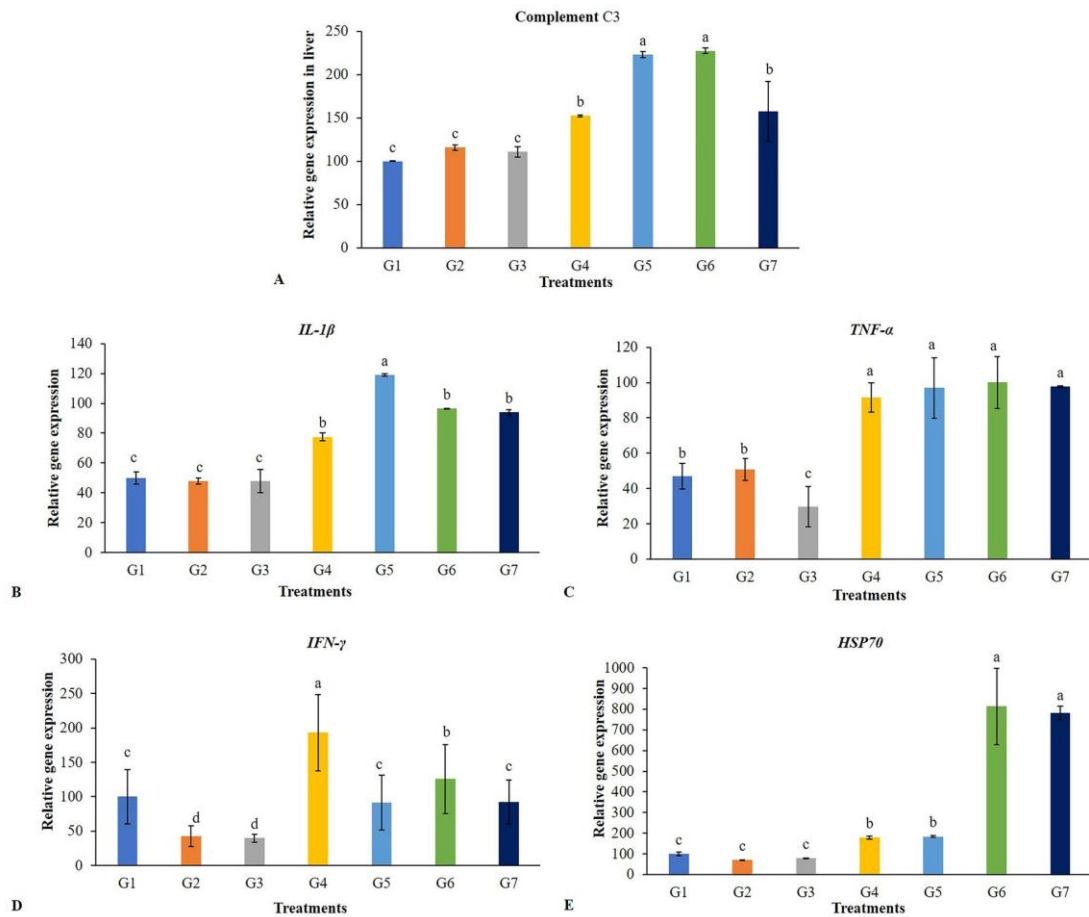 Complement C3
Relative gene expression in liver
250
200
150
100
50
0
c
c
c
b
a
a
b
G1 G2 G3 G4 G5 G6 G7
Treatments
A
IL-1β
Relative gene expression
140
120
100
80
60
40
20
0
c
c
c
b
a
b
b
G1 G2 G3 G4 G5 G6 G7
Treatments
B
TNF-α
Relative gene expression
120
100
80
60
40
20
0
b
b
c
a
a
a
a
G1 G2 G3 G4 G5 G6 G7
Treatments
C
IFN-γ
Relative gene expression
300
250
200
150
100
50
0
c
d
d
a
c
b
c
G1 G2 G3 G4 G5 G6 G7
Treatments
D
HSP70
Relative gene expression
1000
900
800
700
600
500
400
300
200
100
0
c
c
c
b
b
a
a
G1 G2 G3 G4 G5 G6 G7
Treatments
E